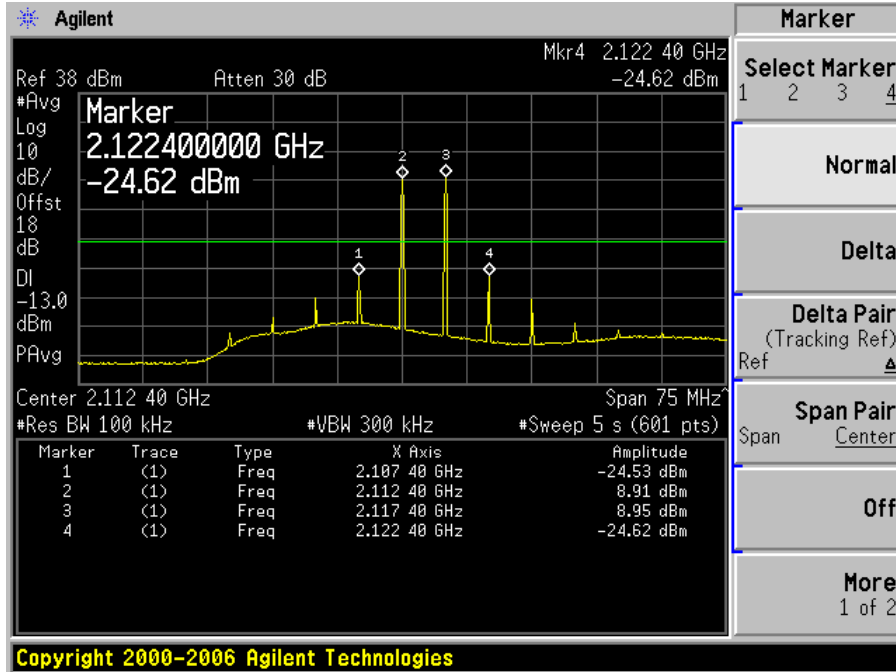 Agilent
Marker
Mkr4 2.122 40 GHz
Ref 38 dBm Atten 30 dB -24.62 dBm
#Avg
Log
10
dB/
Offst
18
dB
DI
-13.0
dBm
PAvg
Marker
2.122400000 GHz
-24.62 dBm
1
2
3
4
Center 2.112 40 GHz Span 75 MHz^
#Res BW 100 kHz #VBW 300 kHz #Sweep 5 s (601 pts)
Marker Trace Type X Axis Amplitude
1 (1) Freq 2.107 40 GHz -24.53 dBm
2 (1) Freq 2.112 40 GHz 8.91 dBm
3 (1) Freq 2.117 40 GHz 8.95 dBm
4 (1) Freq 2.122 40 GHz -24.62 dBm
Select Marker
1 2 3 4
Normal
Delta
Delta Pair
(Tracking Ref)
Ref Δ
Span Pair
Span Center
Off
More
1 of 2
Copyright 2000-2006 Agilent Technologies